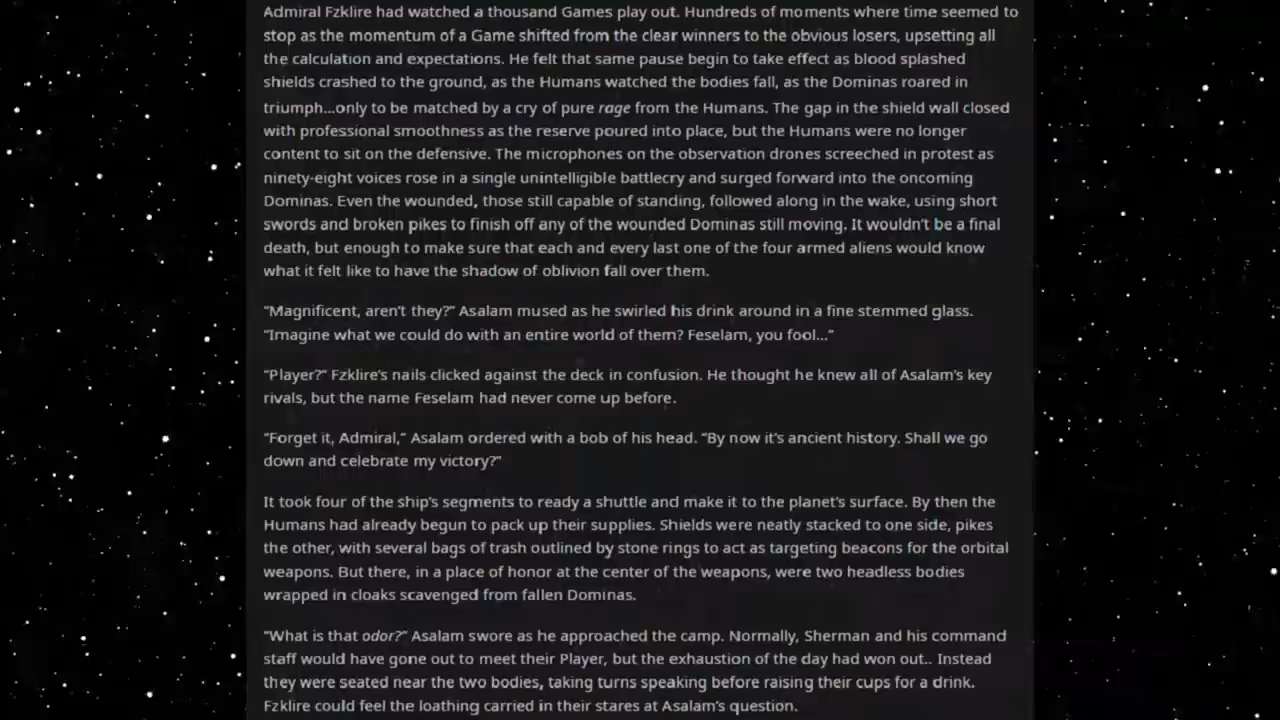 Admiral Fzklire had watched a thousand Games play out. Hundreds of moments where time seemed to
stop as the momentum of a Game shifted from the clear winners to the obvious losers, upsetting all
the calculation and expectations. He felt that same pause begin to take effect as blood splashed
shields crashed to the ground, as the Humans watched the bodies fall, as the Dominas roared in
triumph...only to be matched by a cry of pure rage from the Humans. The gap in the shield wall closed
with professional smoothness as the reserve poured into place, but the Humans were no longer
content to sit on the defensive. The microphones on the observation drones screeched in protest as
ninety-eight voices rose in a single unintelligible battlecry and surged forward into the oncoming
Dominas. Even the wounded, those still capable of standing, followed along in the wake, using short
swords and broken pikes to finish off any of the wounded Dominas still moving. It wouldn't be a final
death, but enough to make sure that each and every last one of the four armed aliens would know
what it felt like to have the shadow of oblivion fall over them.
"Magnificent, aren't they?" Asalam mused as he swirled his drink around in a fine stemmed glass.
"Imagine what we could do with an entire world of them? Feselam, you fool..."
"Player?" Fzklire's nails clicked against the deck in confusion. He thought he knew all of Asalam's key
rivals, but the name Feselam had never come up before.
"Forget it, Admiral," Asalam ordered with a bob of his head. "By now it's ancient history. Shall we go
down and celebrate my victory?"
It took four of the ship's segments to ready a shuttle and make it to the planet's surface. By then the
Humans had already begun to pack up their supplies. Shields were neatly stacked to one side, pikes
the other, with several bags of trash outlined by stone rings to act as targeting beacons for the orbital
weapons. But there, in a place of honor at the center of the weapons, were two headless bodies
wrapped in cloaks scavenged from fallen Dominas.
"What is that odor?" Asalam swore as he approached the camp. Normally, Sherman and his command
staff would have gone out to meet their Player, but the exhaustion of the day had won out.. Instead
they were seated near the two bodies, taking turns speaking before raising their cups for a drink.
Fzklire could feel the loathing carried in their stares at Asalam's question.